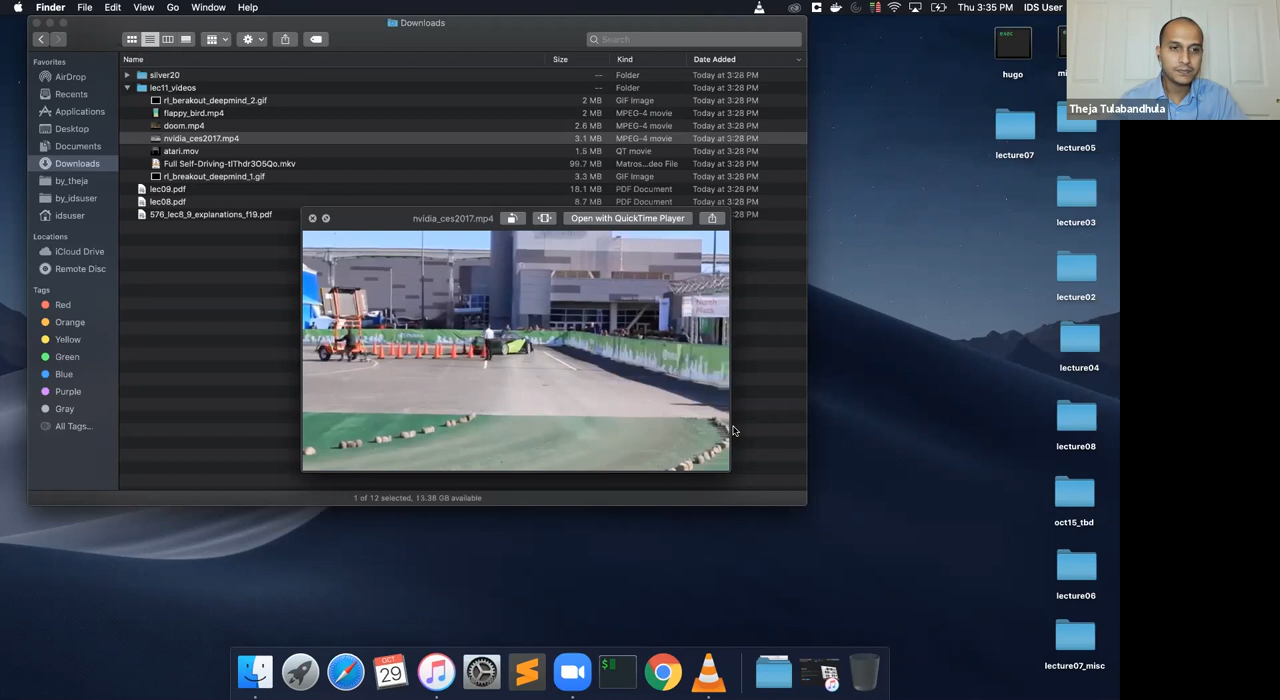 Finder File Edit View Go Window Help
Thu 3:35 PM IDS User
Downloads
Search
Favorites
AirDrop
Recents
Applications
Desktop
Documents
Downloads
by_theja
by_idsuser
idsuser
Locations
iCloud Drive
Remote Disc
Tags
Red
Orange
Yellow
Green
Blue
Purple
Gray
All Tags...
Name Size Kind Date Added
silver20 -- Folder Today at 3:28 PM
lec11_videos -- Folder Today at 3:28 PM
rl_berakout_deepmind_2.gif 2 MB GIF Image Today at 3:28 PM
flappy_bird.mp4 2 MB MPEG-4 movie Today at 3:28 PM
doom.mp4 2.6 MB MPEG-4 movie Today at 3:28 PM
nvidia_ces2017.mp4 3.1 MB MPEG-4 movie Today at 3:28 PM
atari.mov 1.5 MB QT movie Today at 3:28 PM
Full Self-Driving-tlThdr3O5Qo.mkv 99.7 MB Matros...deo File Today at 3:28 PM
rl_breakout_deepmind_1.gif 3.3 MB GIF Image Today at 3:28 PM
lec09.pdf 18.1 MB PDF Document Today at 3:28 PM
lec08.pdf 8.7 MB PDF Document Today at 3:28 PM
576_lec8_9_explanations_f19.pdf 3:28 PM
nvidia_ces2017.mp4 Open with QuickTime Player
North
1 of 12 selected, 13.38 GB available
exec
hugo
Theja Tulabandhula
lecture07
lecture05
lecture03
lecture02
lecture04
lecture08
oct15_tbd
lecture06
lecture07_misc
OCT
29
$